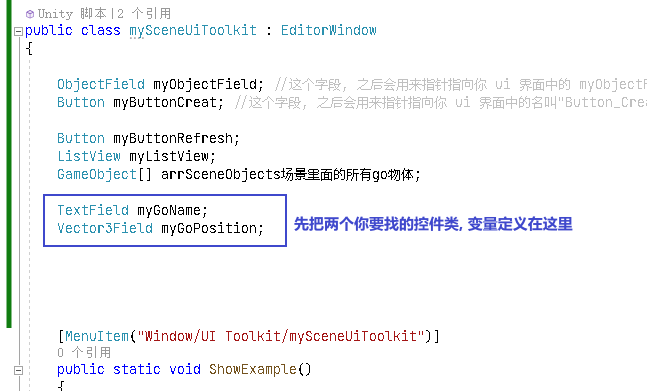 Unity 脚本|2 个引用
public class mySceneUiToolkit : EditorWindow
{
ObjectField myObjectField; //这个字段, 之后会用来指针指向你 ui 界面中的 myObjectF
Button myButtonCreat; //这个字段, 之后会用来指针指向你 ui 界面中的名叫"Button_Crea
Button myButtonRefresh;
ListView myListView;
GameObject[] arrSceneObjects场景里面的所有go物体;
TextField myGoName;
Vector3Field myGoPosition;
先把两个你要找的控件类, 变量定义在这里
[MenuItem("Window/UI Toolkit/mySceneUiToolkit")]
0 个引用
public static void ShowExample()
{